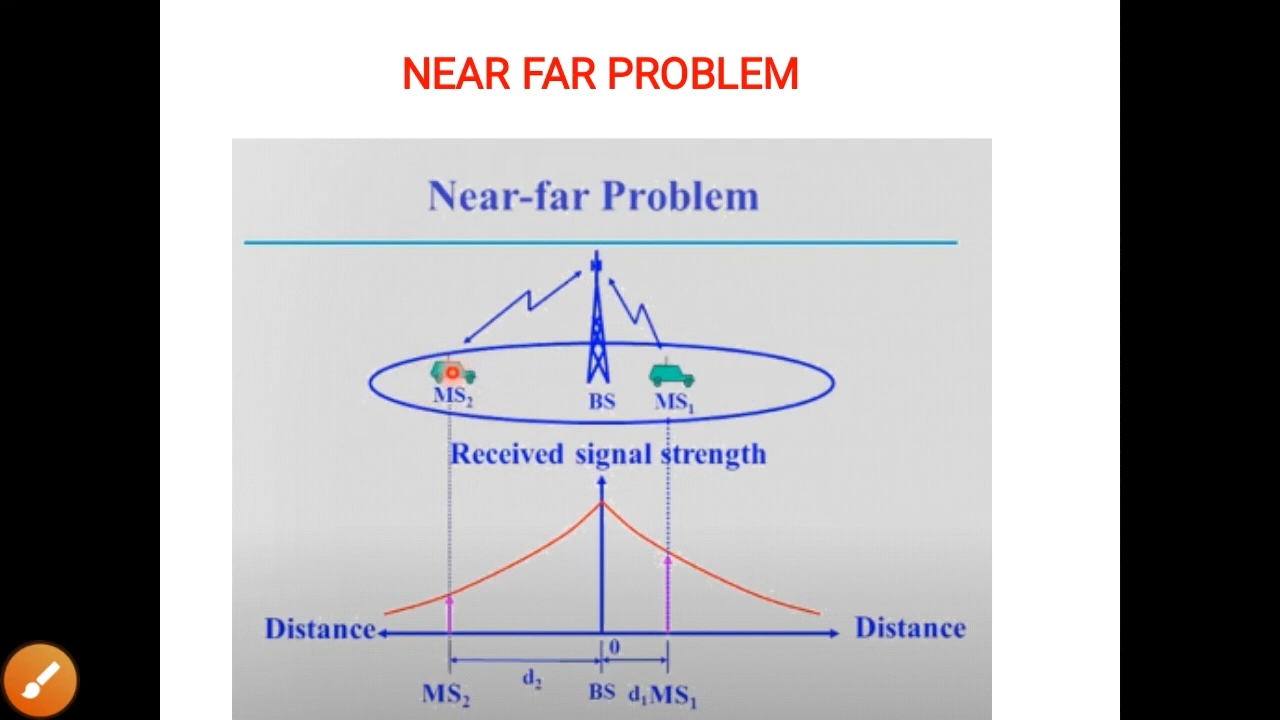 NEAR FAR PROBLEM
Near-far Problem
MS₂ BS MS₁
Received signal strength
Distance Distance
0
d₂
MS₂ BS d₁ MS₁